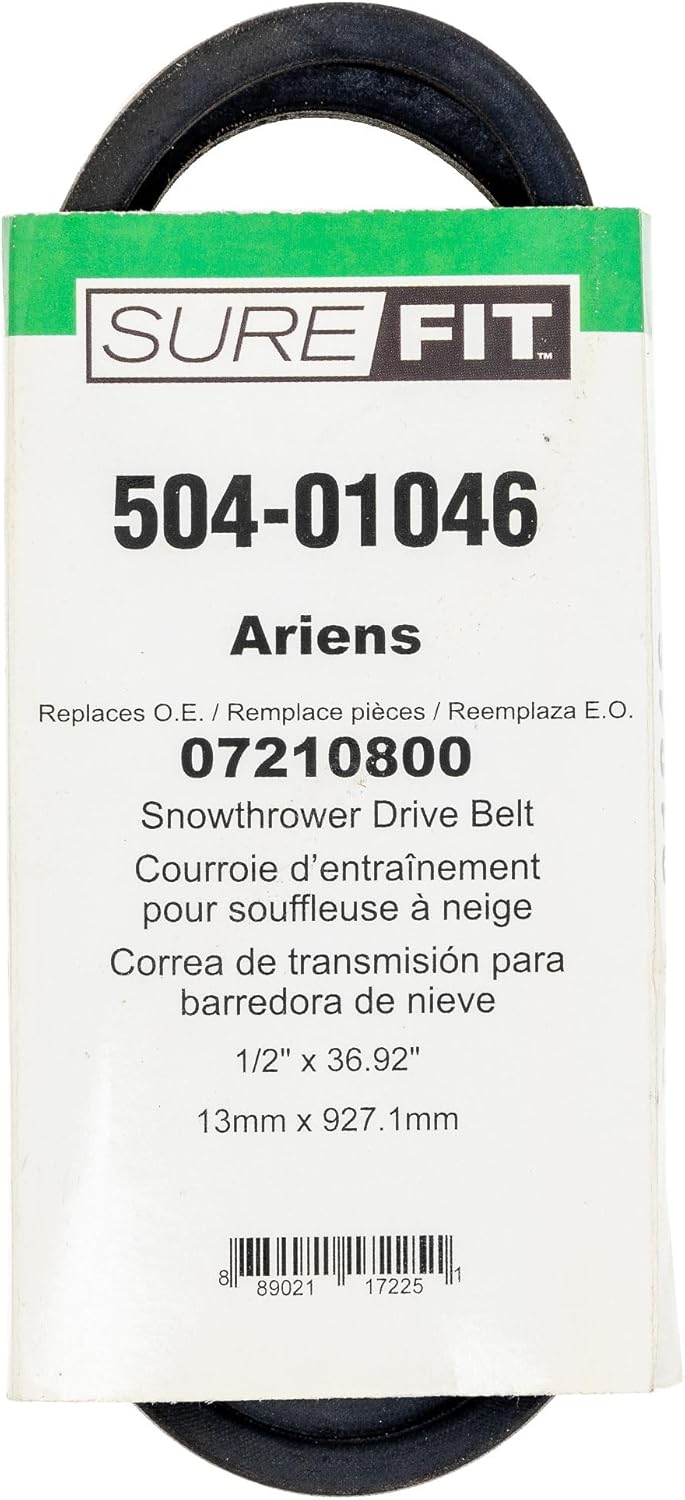 SURE FIT™
504-01046
Ariens
Replaces O.E. / Remplace pièces / Reemplaza E.O.
07210800
Snowthrower Drive Belt
Courroie d’entraînement
pour souffleuse à neige
Correa de transmisión para
barredora de nieve
1/2" x 36.92"
13mm x 927.1mm
8 89021 17225 1